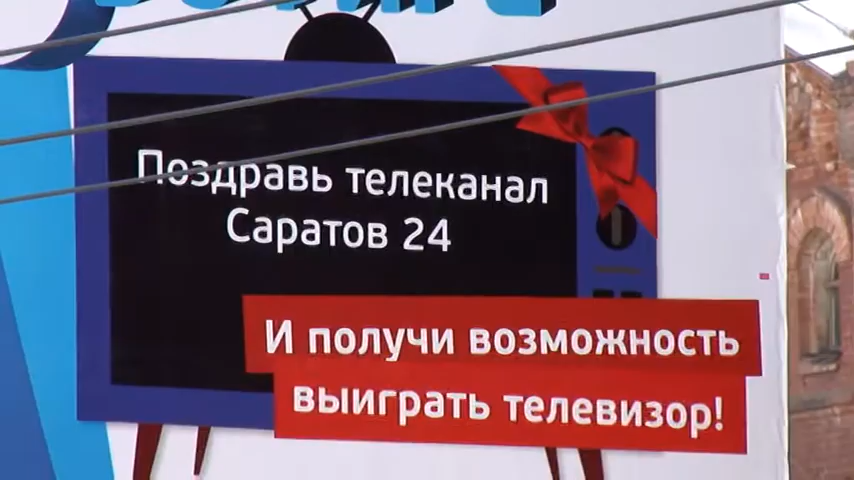 Поздравь телеканал
Саратов 24
И получи возможность
выиграть телевизор!